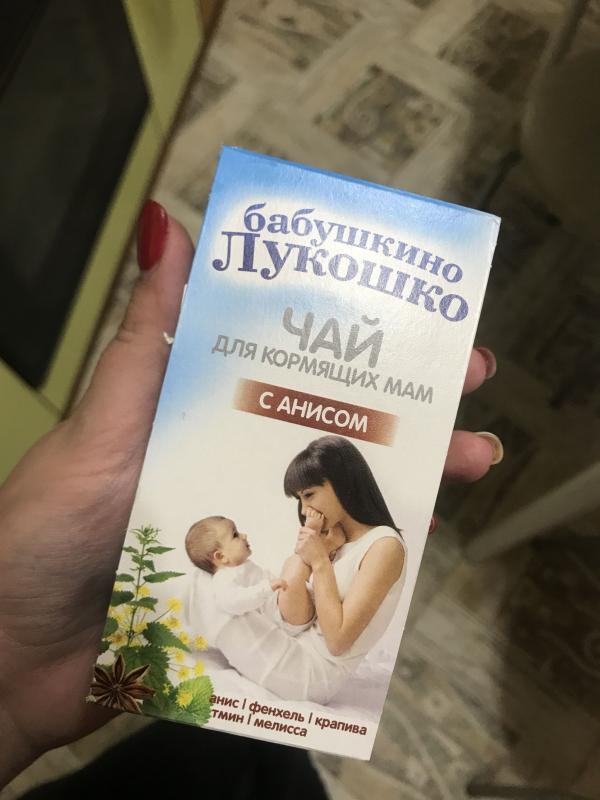 бабушкино
Лукошко
ЧАЙ
ДЛЯ КОРМЯЩИХ МАМ
С АНИСОМ
анис | фенхель | крапива
тмин | мелисса